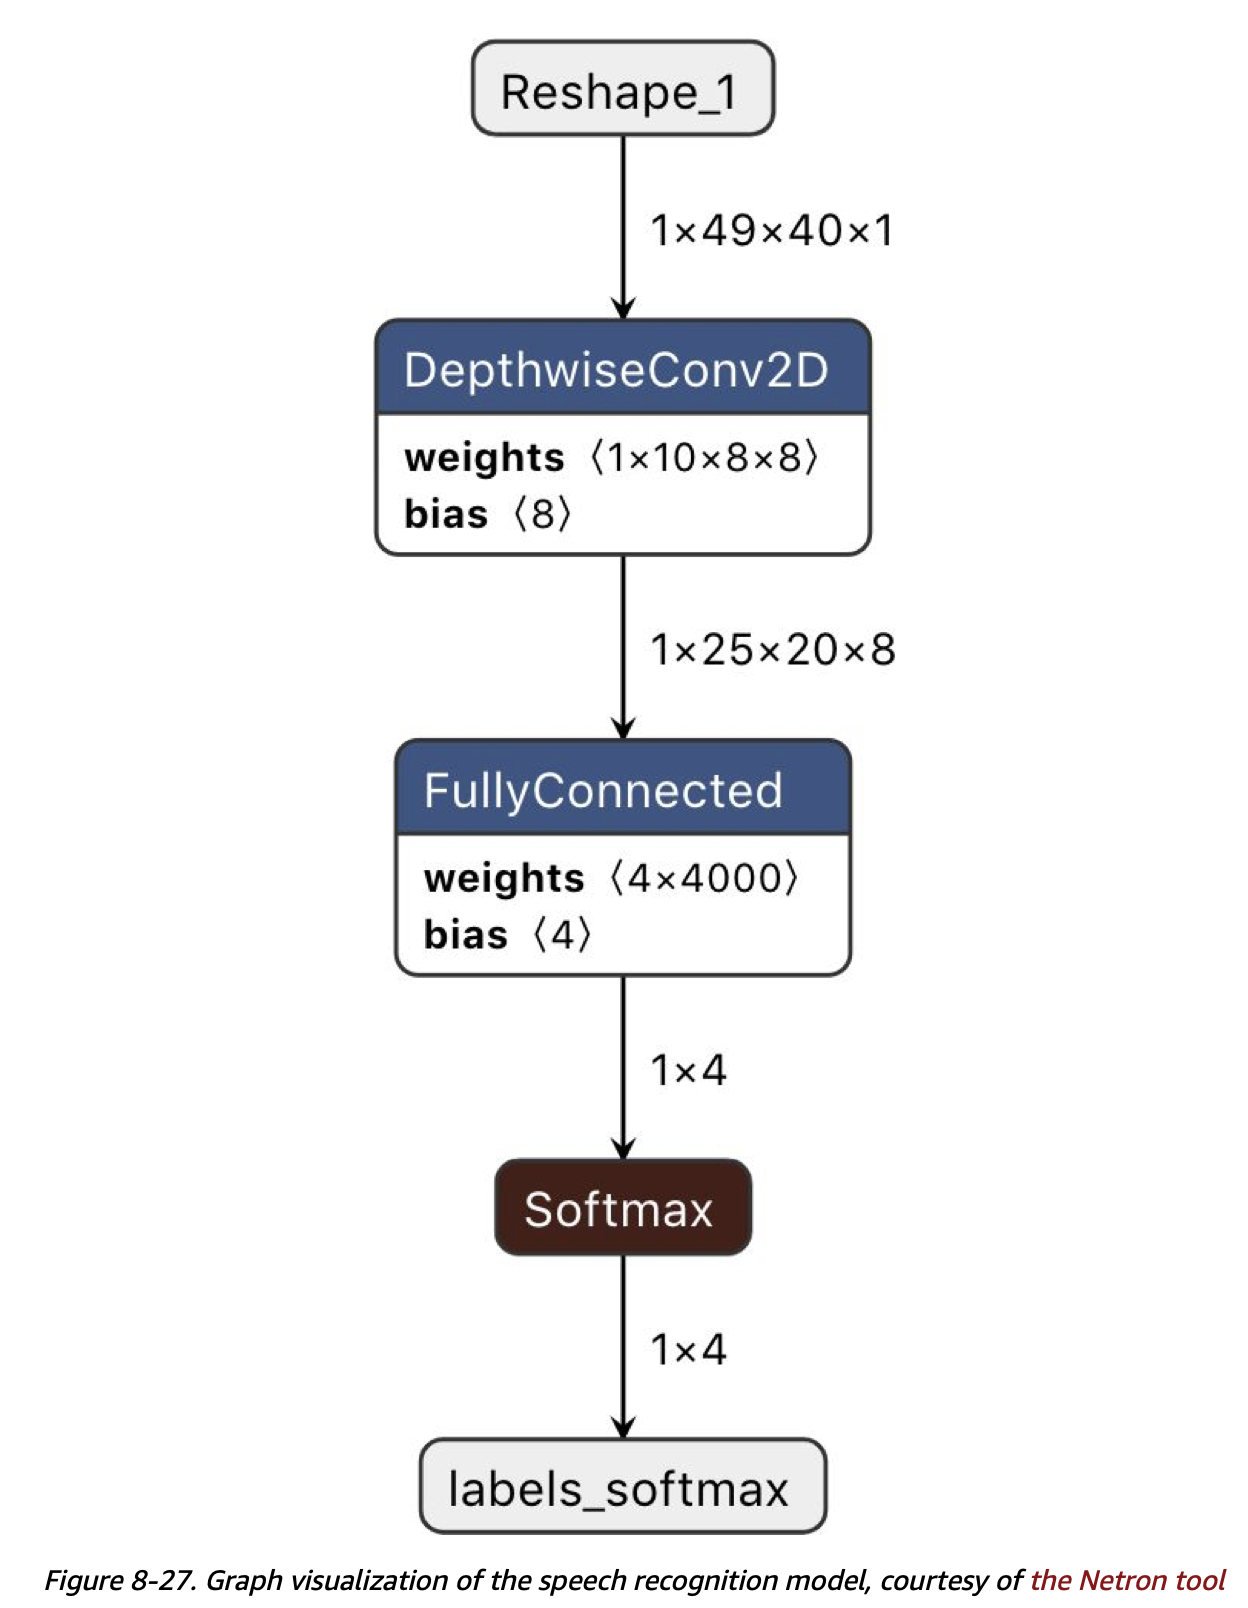 Reshape_1
1×49×40×1
DepthwiseConv2D
weights ⟨1×10×8×8⟩
bias ⟨8⟩
1×25×20×8
FullyConnected
weights ⟨4×4000⟩
bias ⟨4⟩
1×4
Softmax
1×4
labels_softmax
Figure 8-27. Graph visualization of the speech recognition model, courtesy of the Netron tool